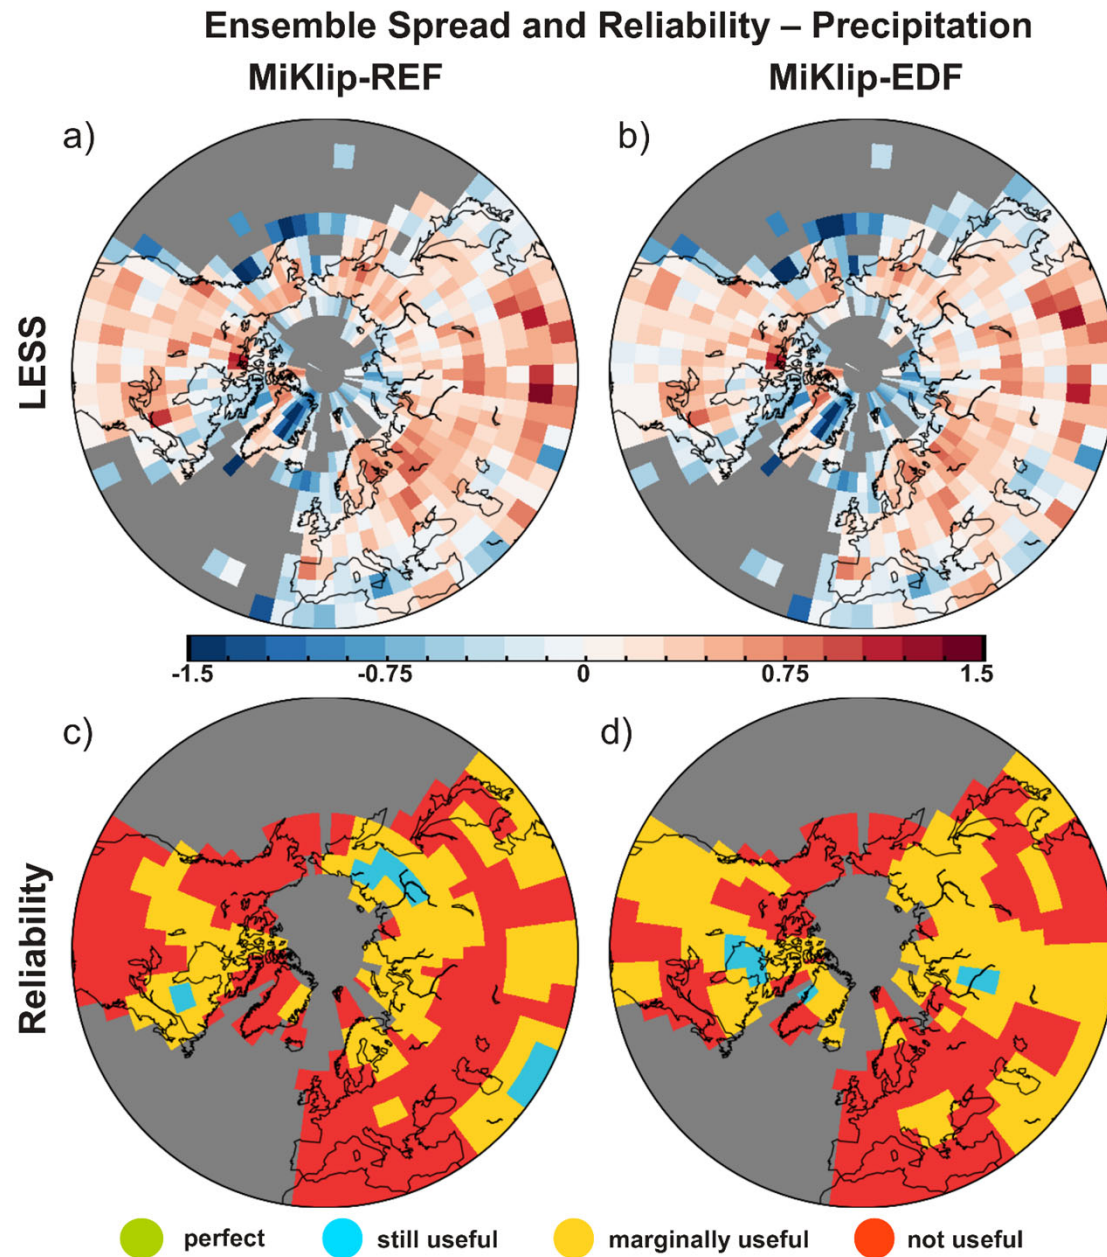 Ensemble Spread and Reliability – Precipitation
MiKlip-REF
MiKlip-EDF
a)
b)
LESS
-1.5
-0.75
0
0.75
1.5
c)
d)
Reliability
perfect
still useful
marginally useful
not useful